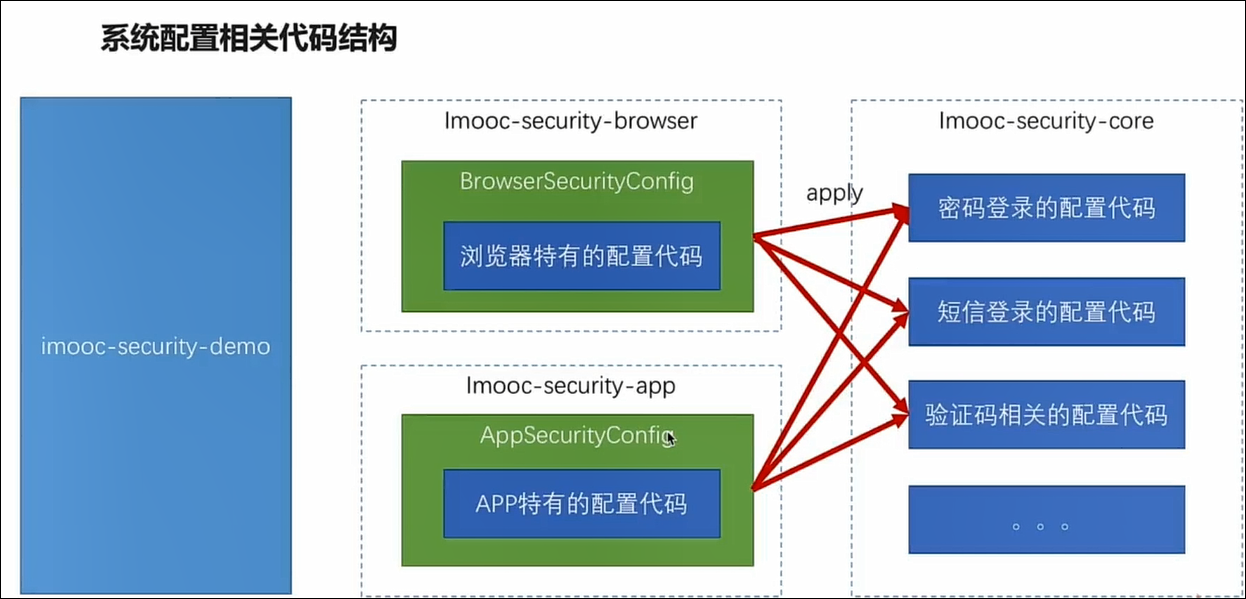 系统配置相关代码结构
imooc-security-demo
Imooc-security-browser
BrowserSecurityConfig
浏览器特有的配置代码
Imooc-security-app
AppSecurityConfig
APP特有的配置代码
apply
Imooc-security-core
密码登录的配置代码
短信登录的配置代码
验证码相关的配置代码
。。。